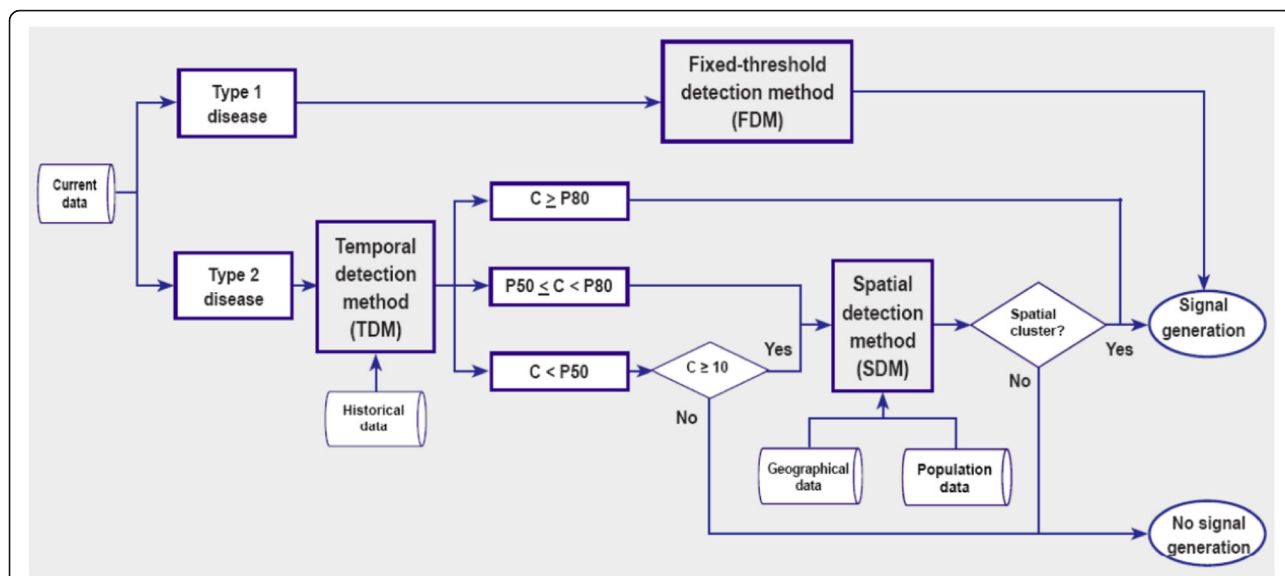 Type 1
disease
Fixed-threshold
detection method
(FDM)
Current
data
C ≥ P80
Type 2
disease
Temporal
detection
method
(TDM)
P50 ≤ C < P80
Spatial
detection
method
(SDM)
Spatial
cluster?
Signal
generation
Yes
Yes
C < P50
C ≥ 10
No
No
Historical
data
Geographical
data
Population
data
No signal
generation